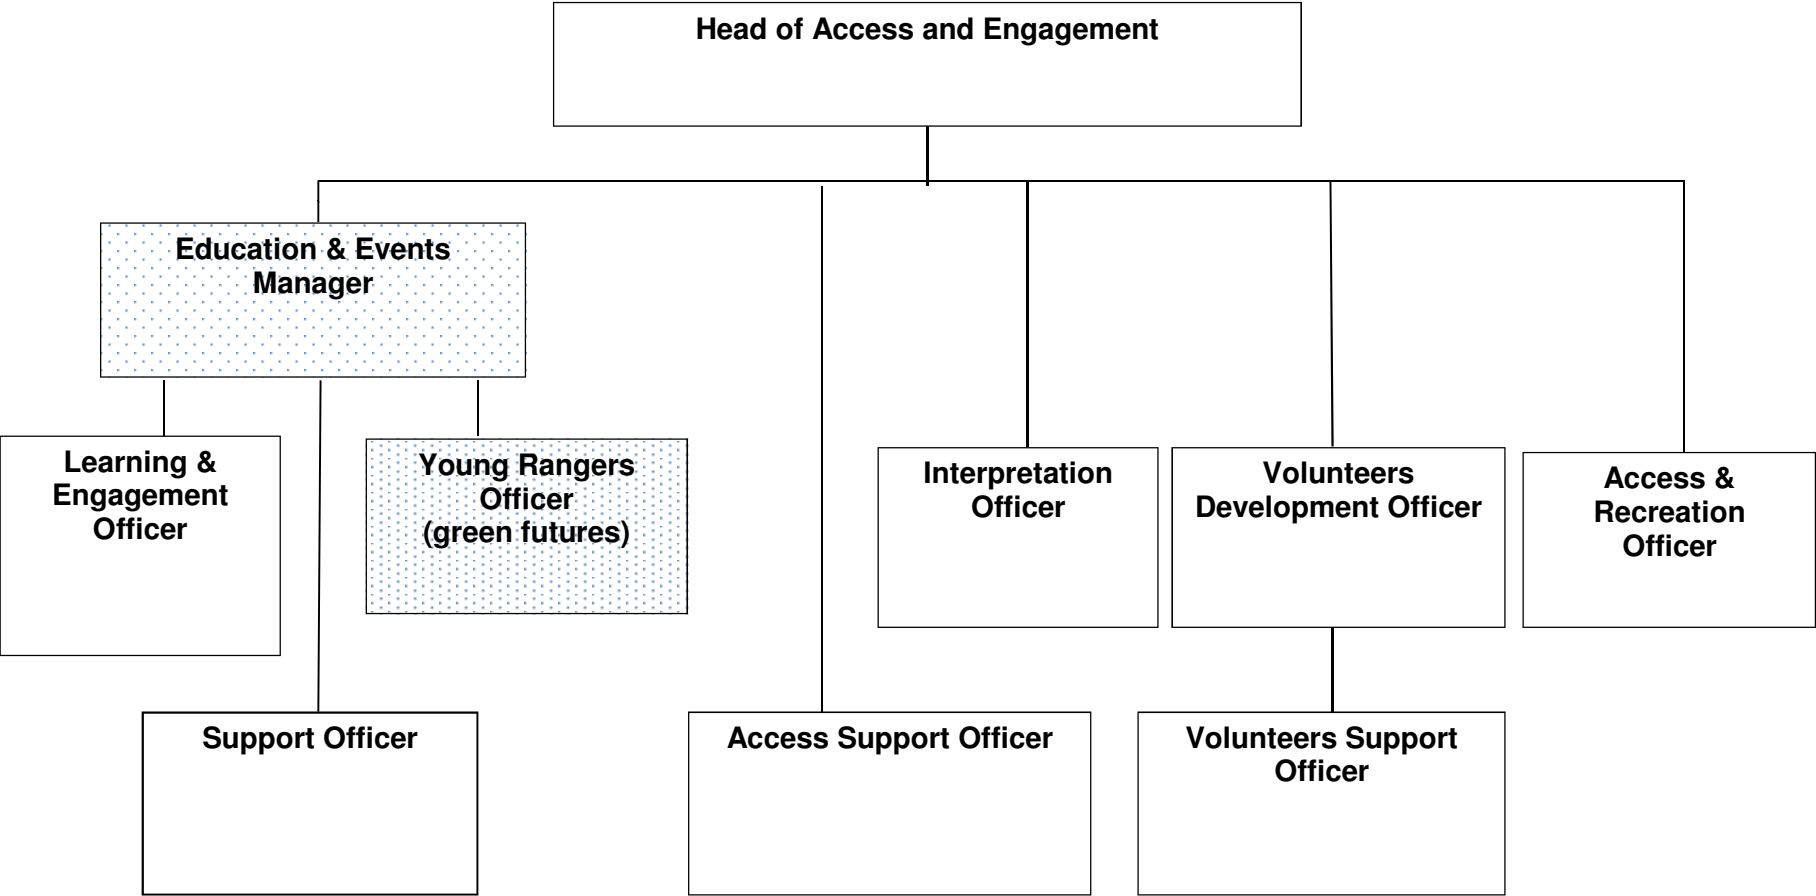 Head of Access and Engagement
Education & Events
Manager
Learning &
Engagement
Officer
Young Rangers
Officer
(green futures)
Interpretation
Officer
Volunteers
Development Officer
Access &
Recreation
Officer
Support Officer
Access Support Officer
Volunteers Support
Officer